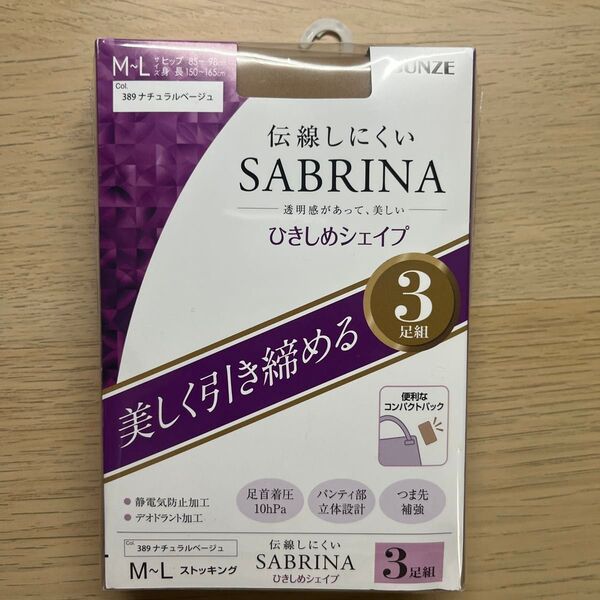 M~L サイズ ヒップ 85~98cm
身長 150~165cm
Col.
389 ナチュラルベージュ
GUNZE
伝線しにくい
SABRINA
透明感があって、美しい
ひきしめシェイプ
3
足組
美しく引き締める
便利な
コンパクトパック
静電気防止加工
デオドラント加工
足首着圧
10hPa
パンティ部
立体設計
つま先
補強
Col.
389 ナチュラルベージュ
M~L ストッキング
伝線しにくい
SABRINA
ひきしめシェイプ
3足組